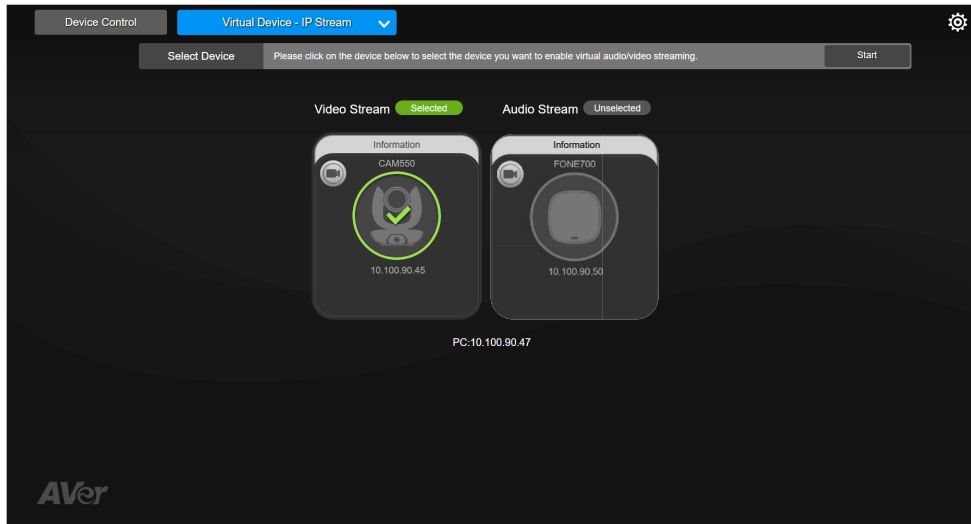 Device Control
Virtual Device - IP Stream
Select Device
Please click on the device below to select the device you want to enable virtual audio/video streaming.
Start
Video Stream
Selected
Audio Stream
Unselected
Information
CAM550
10.100.90.45
Information
FONE700
10.100.90.50
PC:10.100.90.47
AVer